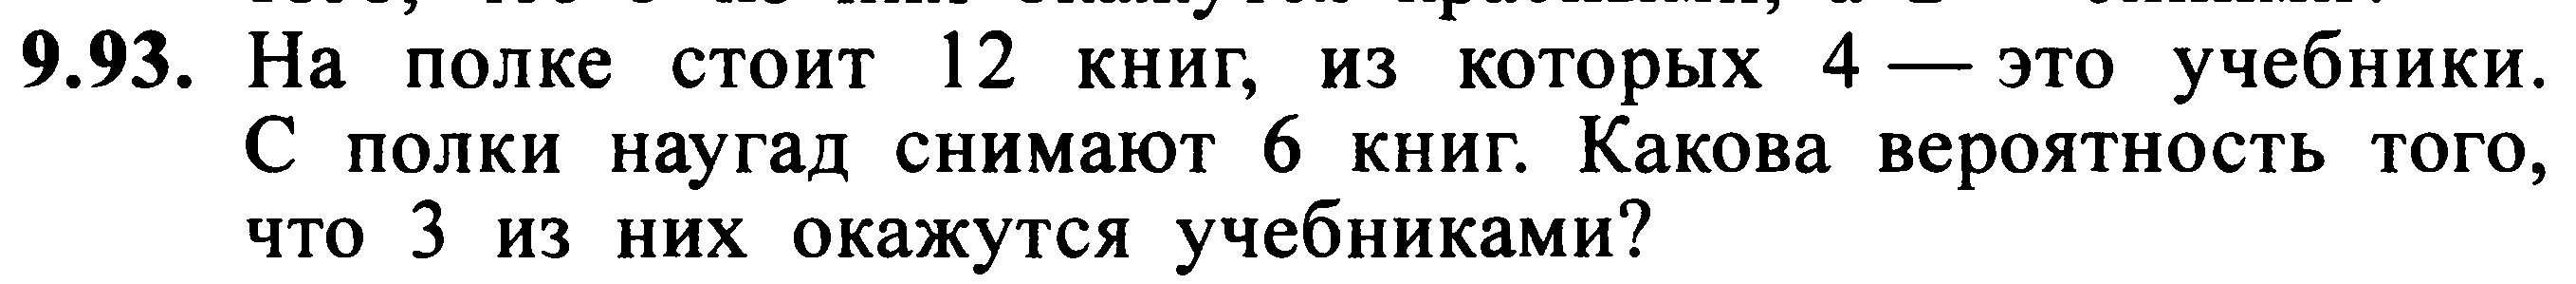 9.93. На полке стоит 12 книг, из которых 4 — это учебники.
С полки наугад снимают 6 книг. Какова вероятность того,
что 3 из них окажутся учебниками?